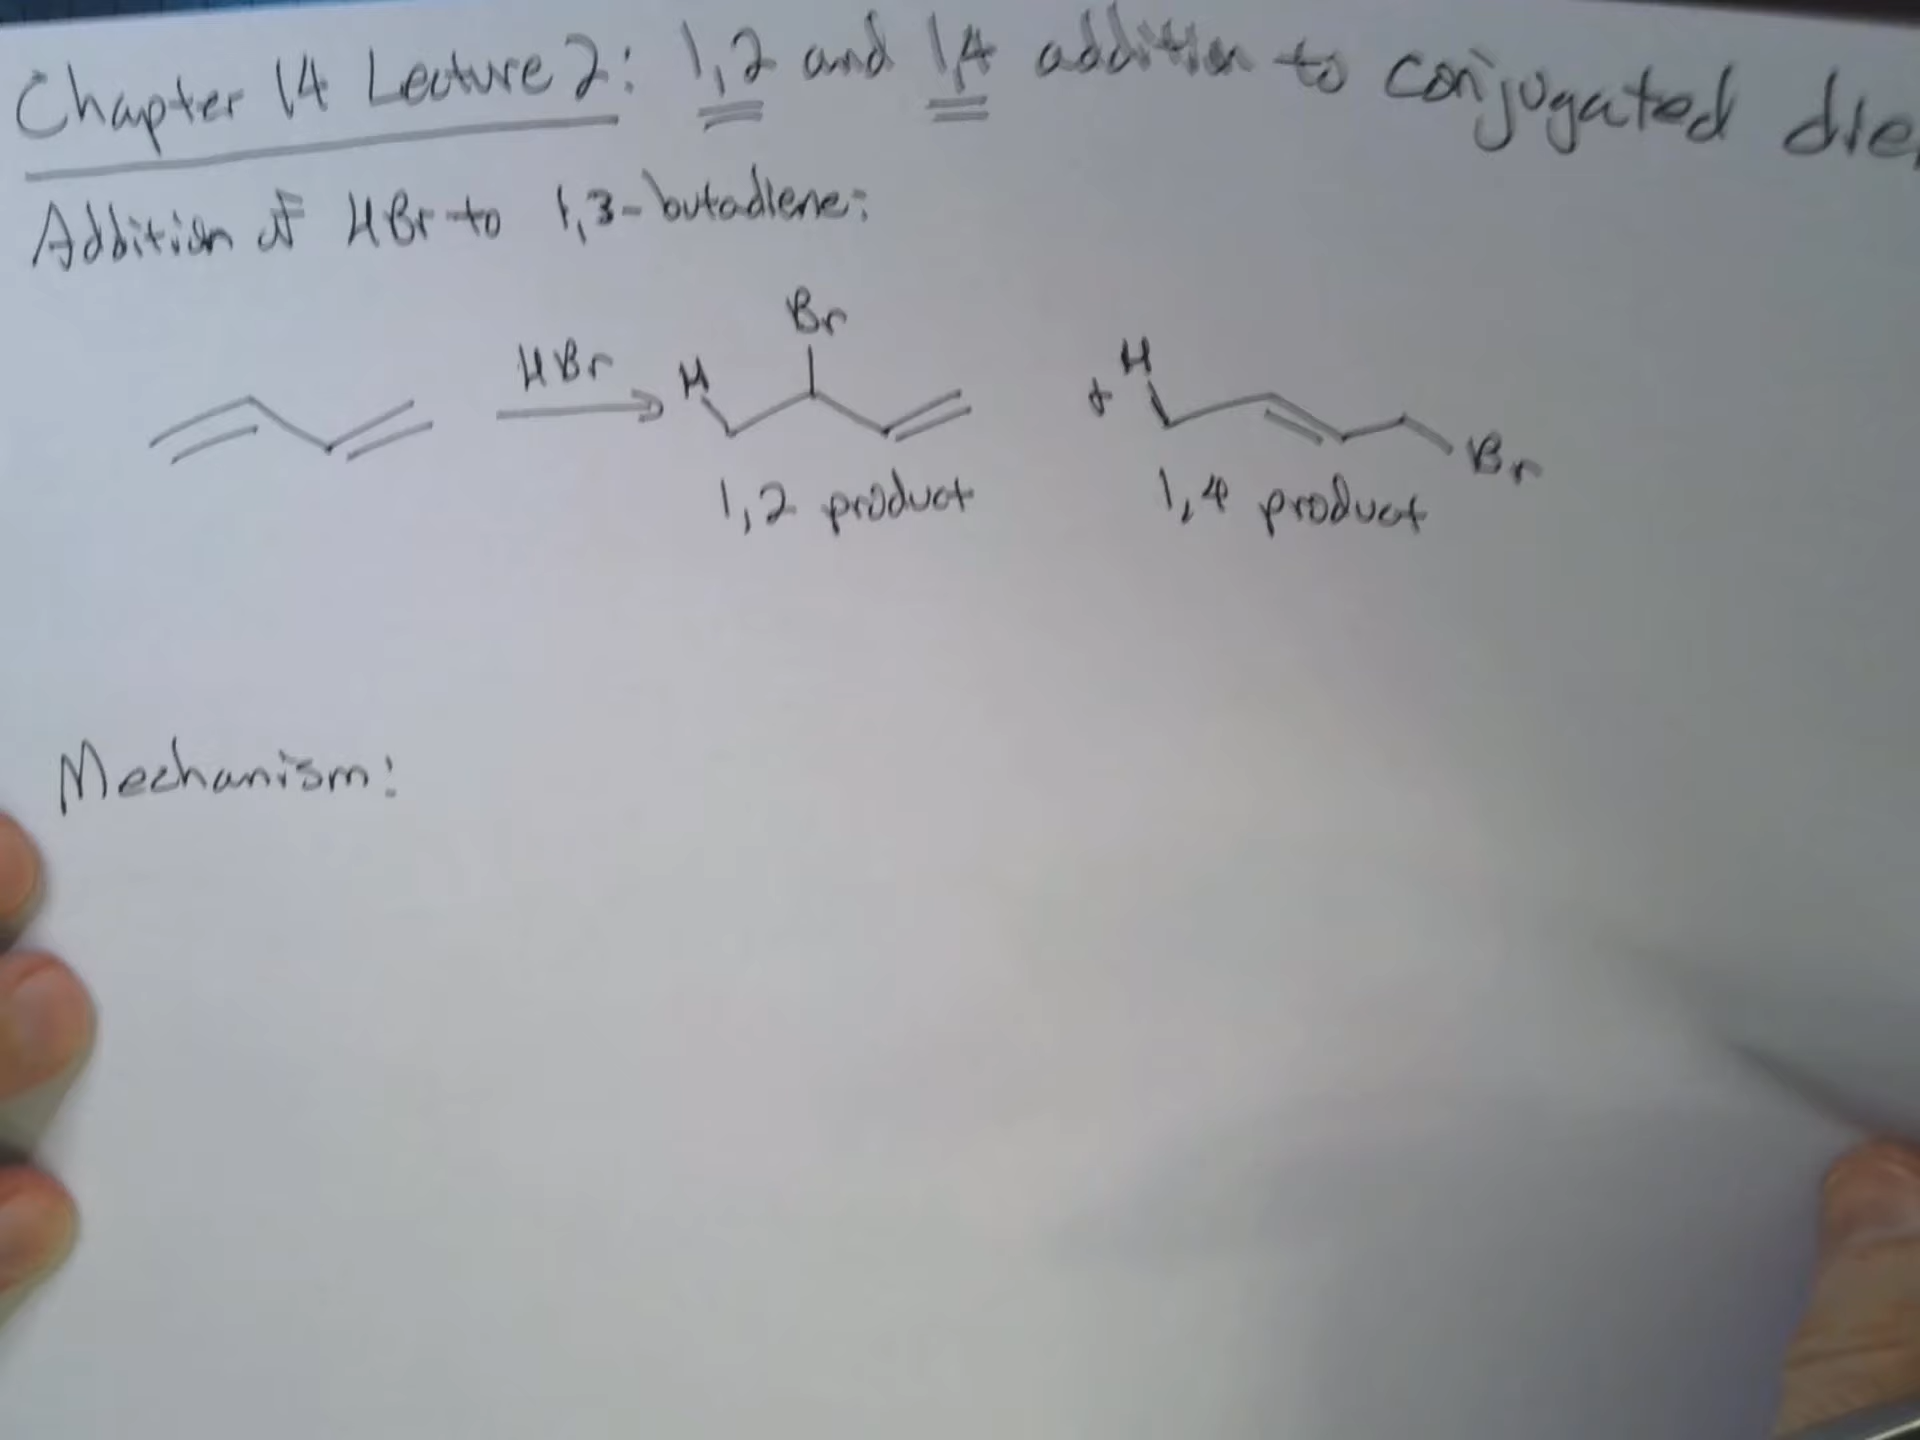 Chapter 14 Lecture 2: 1,2 and 1,4 addition to conjugated die
Addition of HBr to 1,3-butadiene:
HBr H Br + H Br
1,2 product 1,4 product
Mechanism: